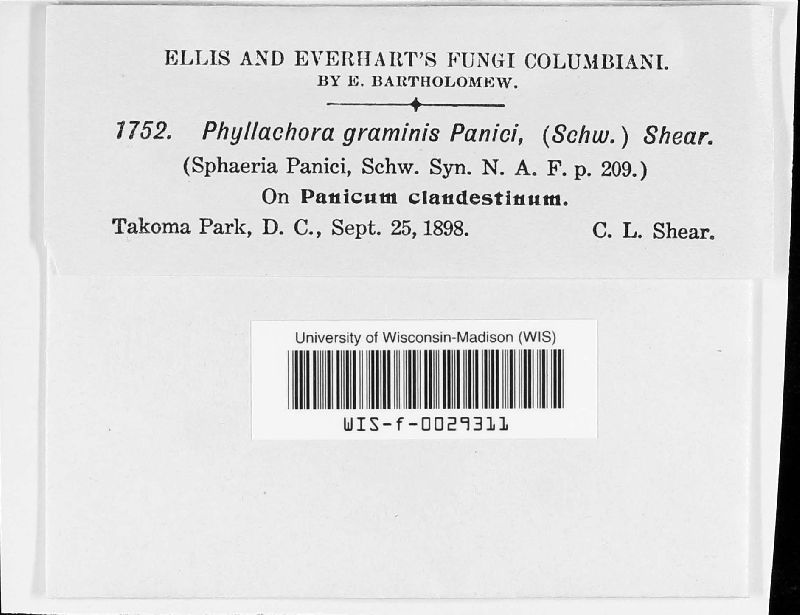 ELLIS AND EVERHART'S FUNGI COLUMBIANI.
BY E. BARTHOLOMEW.
1752. Phyllachora graminis Panici, (Schw.) Shear.
(Sphaeria Panici, Schw. Syn. N. A. F. p. 209.)
On Panicum clandestinum.
Takoma Park, D. C., Sept. 25, 1898. C. L. Shear.
University of Wisconsin-Madison (WIS)
WIS-f-0029311